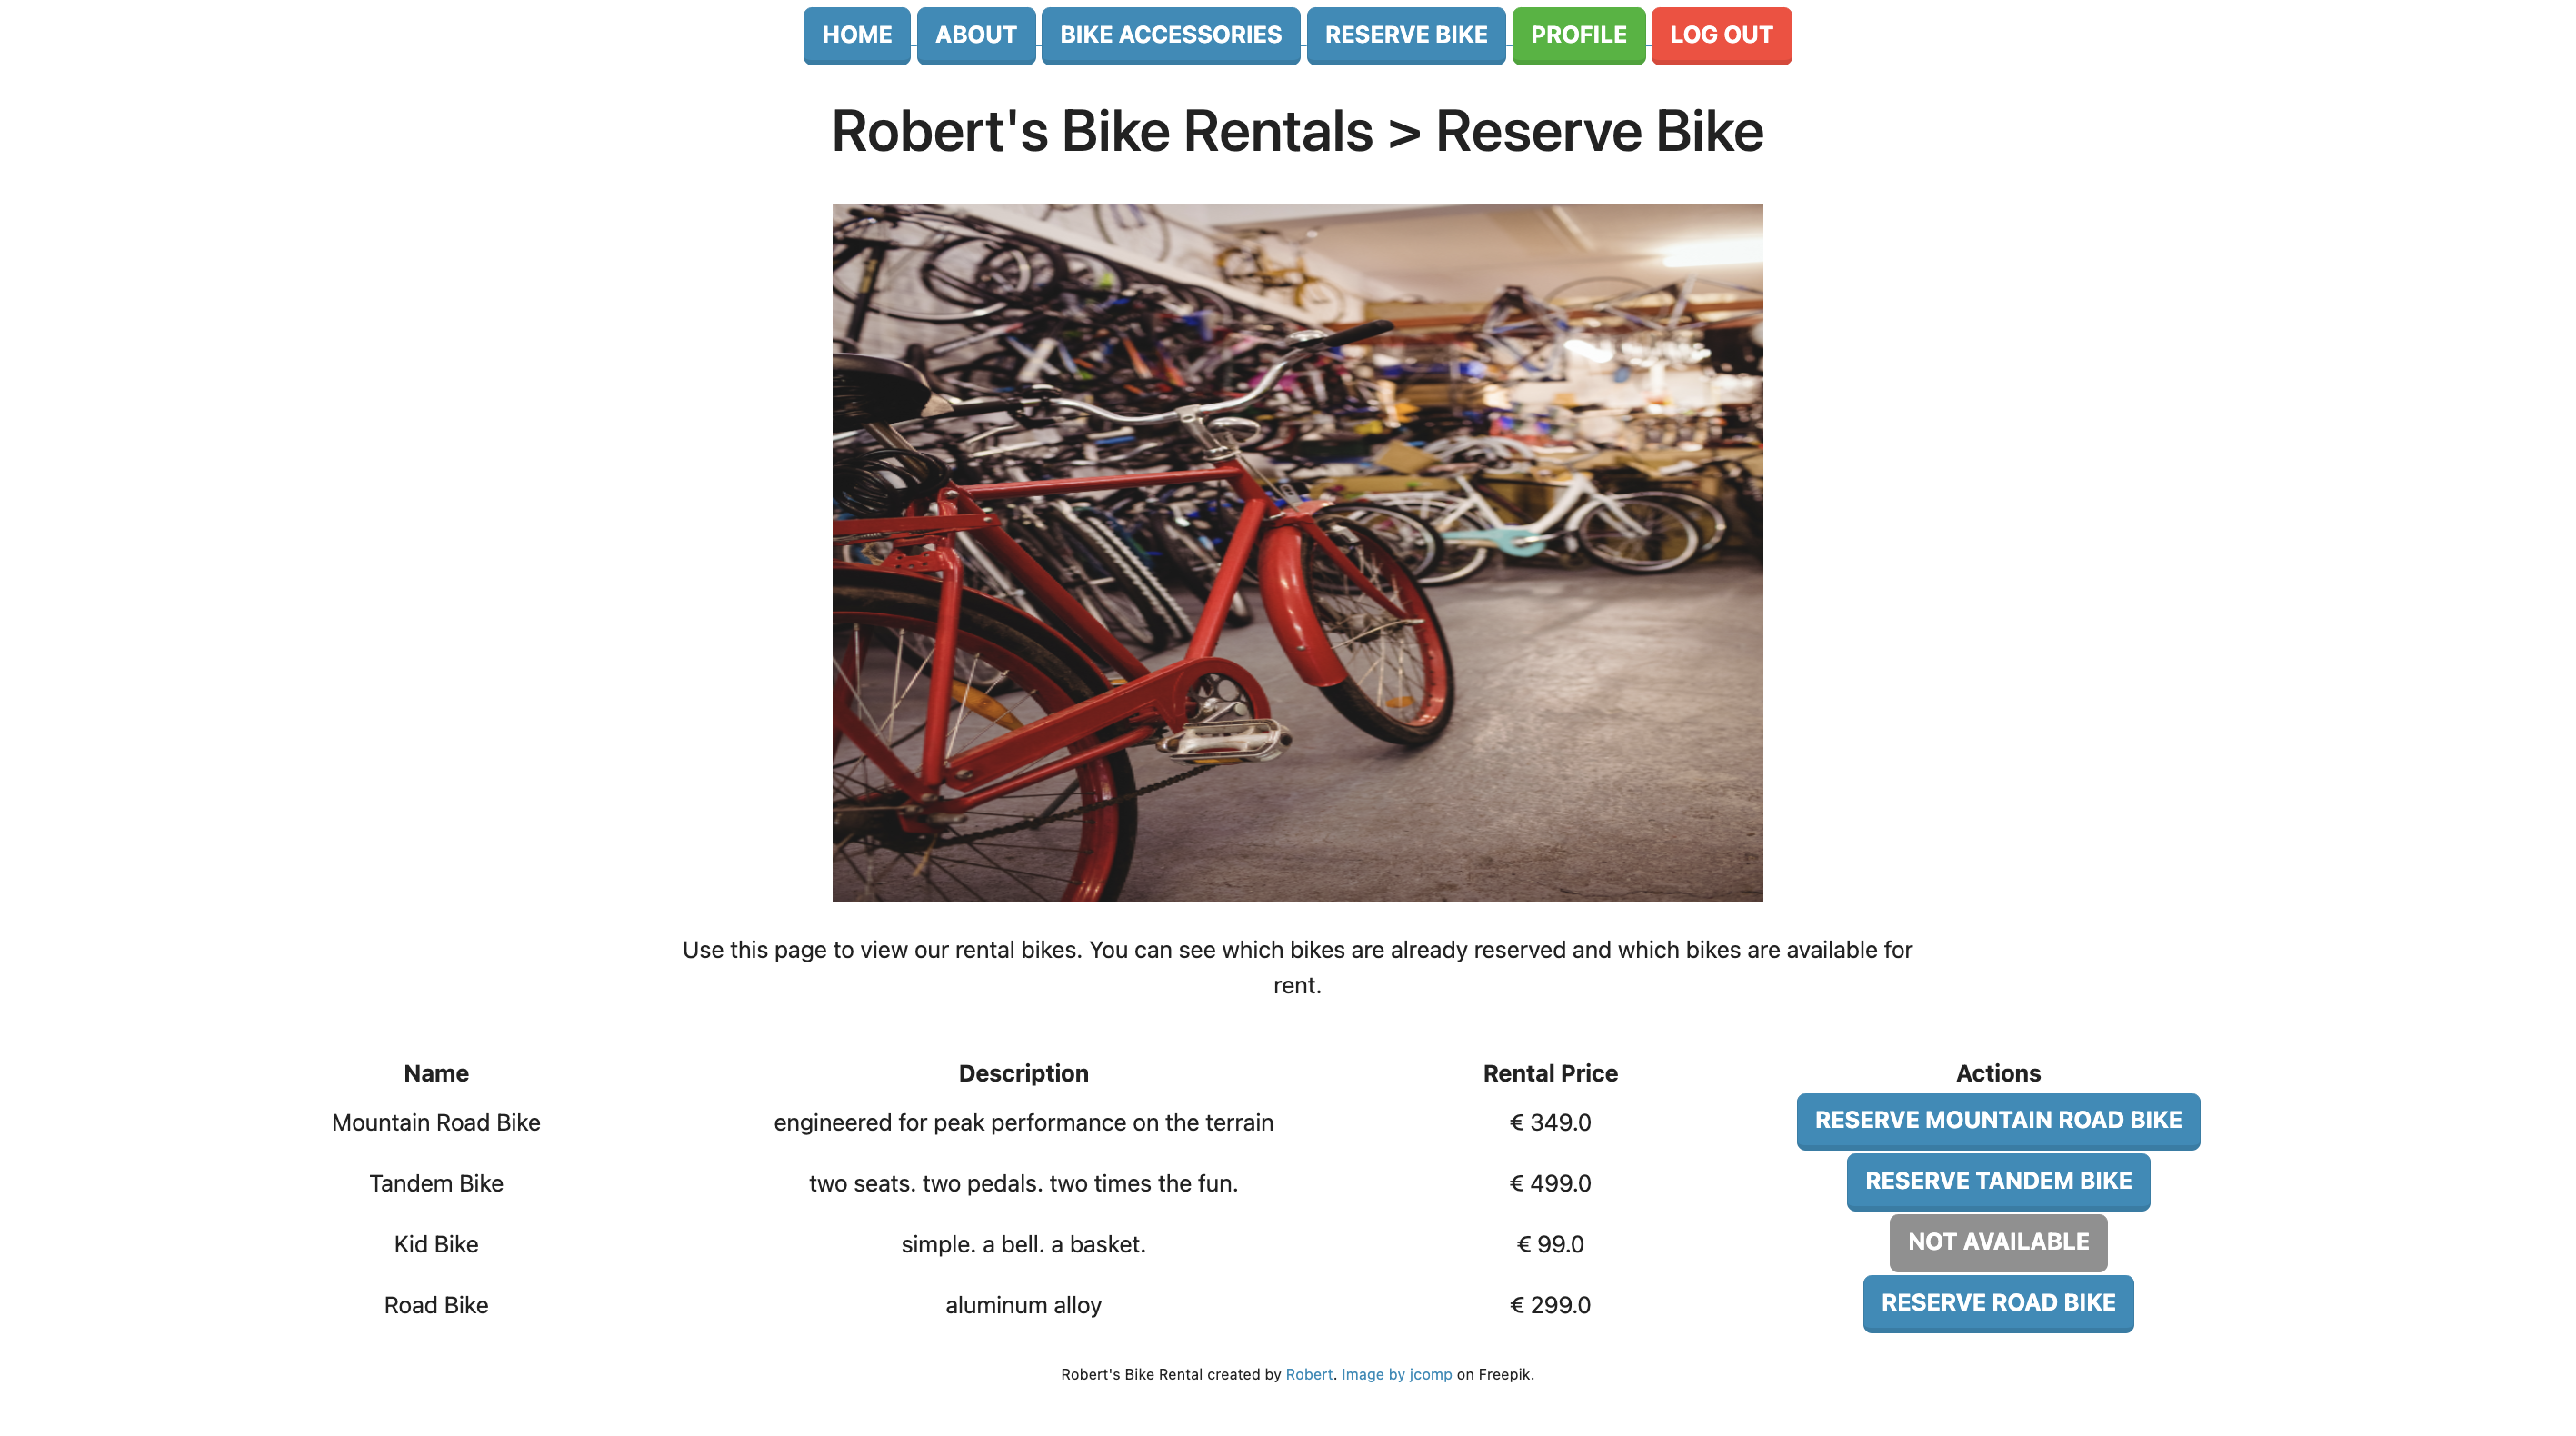 HOME ABOUT BIKE ACCESSORIES RESERVE BIKE PROFILE LOG OUT
Robert's Bike Rentals > Reserve Bike
Use this page to view our rental bikes. You can see which bikes are already reserved and which bikes are available for
rent.
Name Description Rental Price Actions
Mountain Road Bike engineered for peak performance on the terrain € 349.0 RESERVE MOUNTAIN ROAD BIKE
Tandem Bike two seats. two pedals. two times the fun. € 499.0 RESERVE TANDEM BIKE
Kid Bike simple. a bell. a basket. € 99.0 NOT AVAILABLE
Road Bike aluminum alloy € 299.0 RESERVE ROAD BIKE
Robert's Bike Rental created by Robert. Image by jcomp on Freepik.